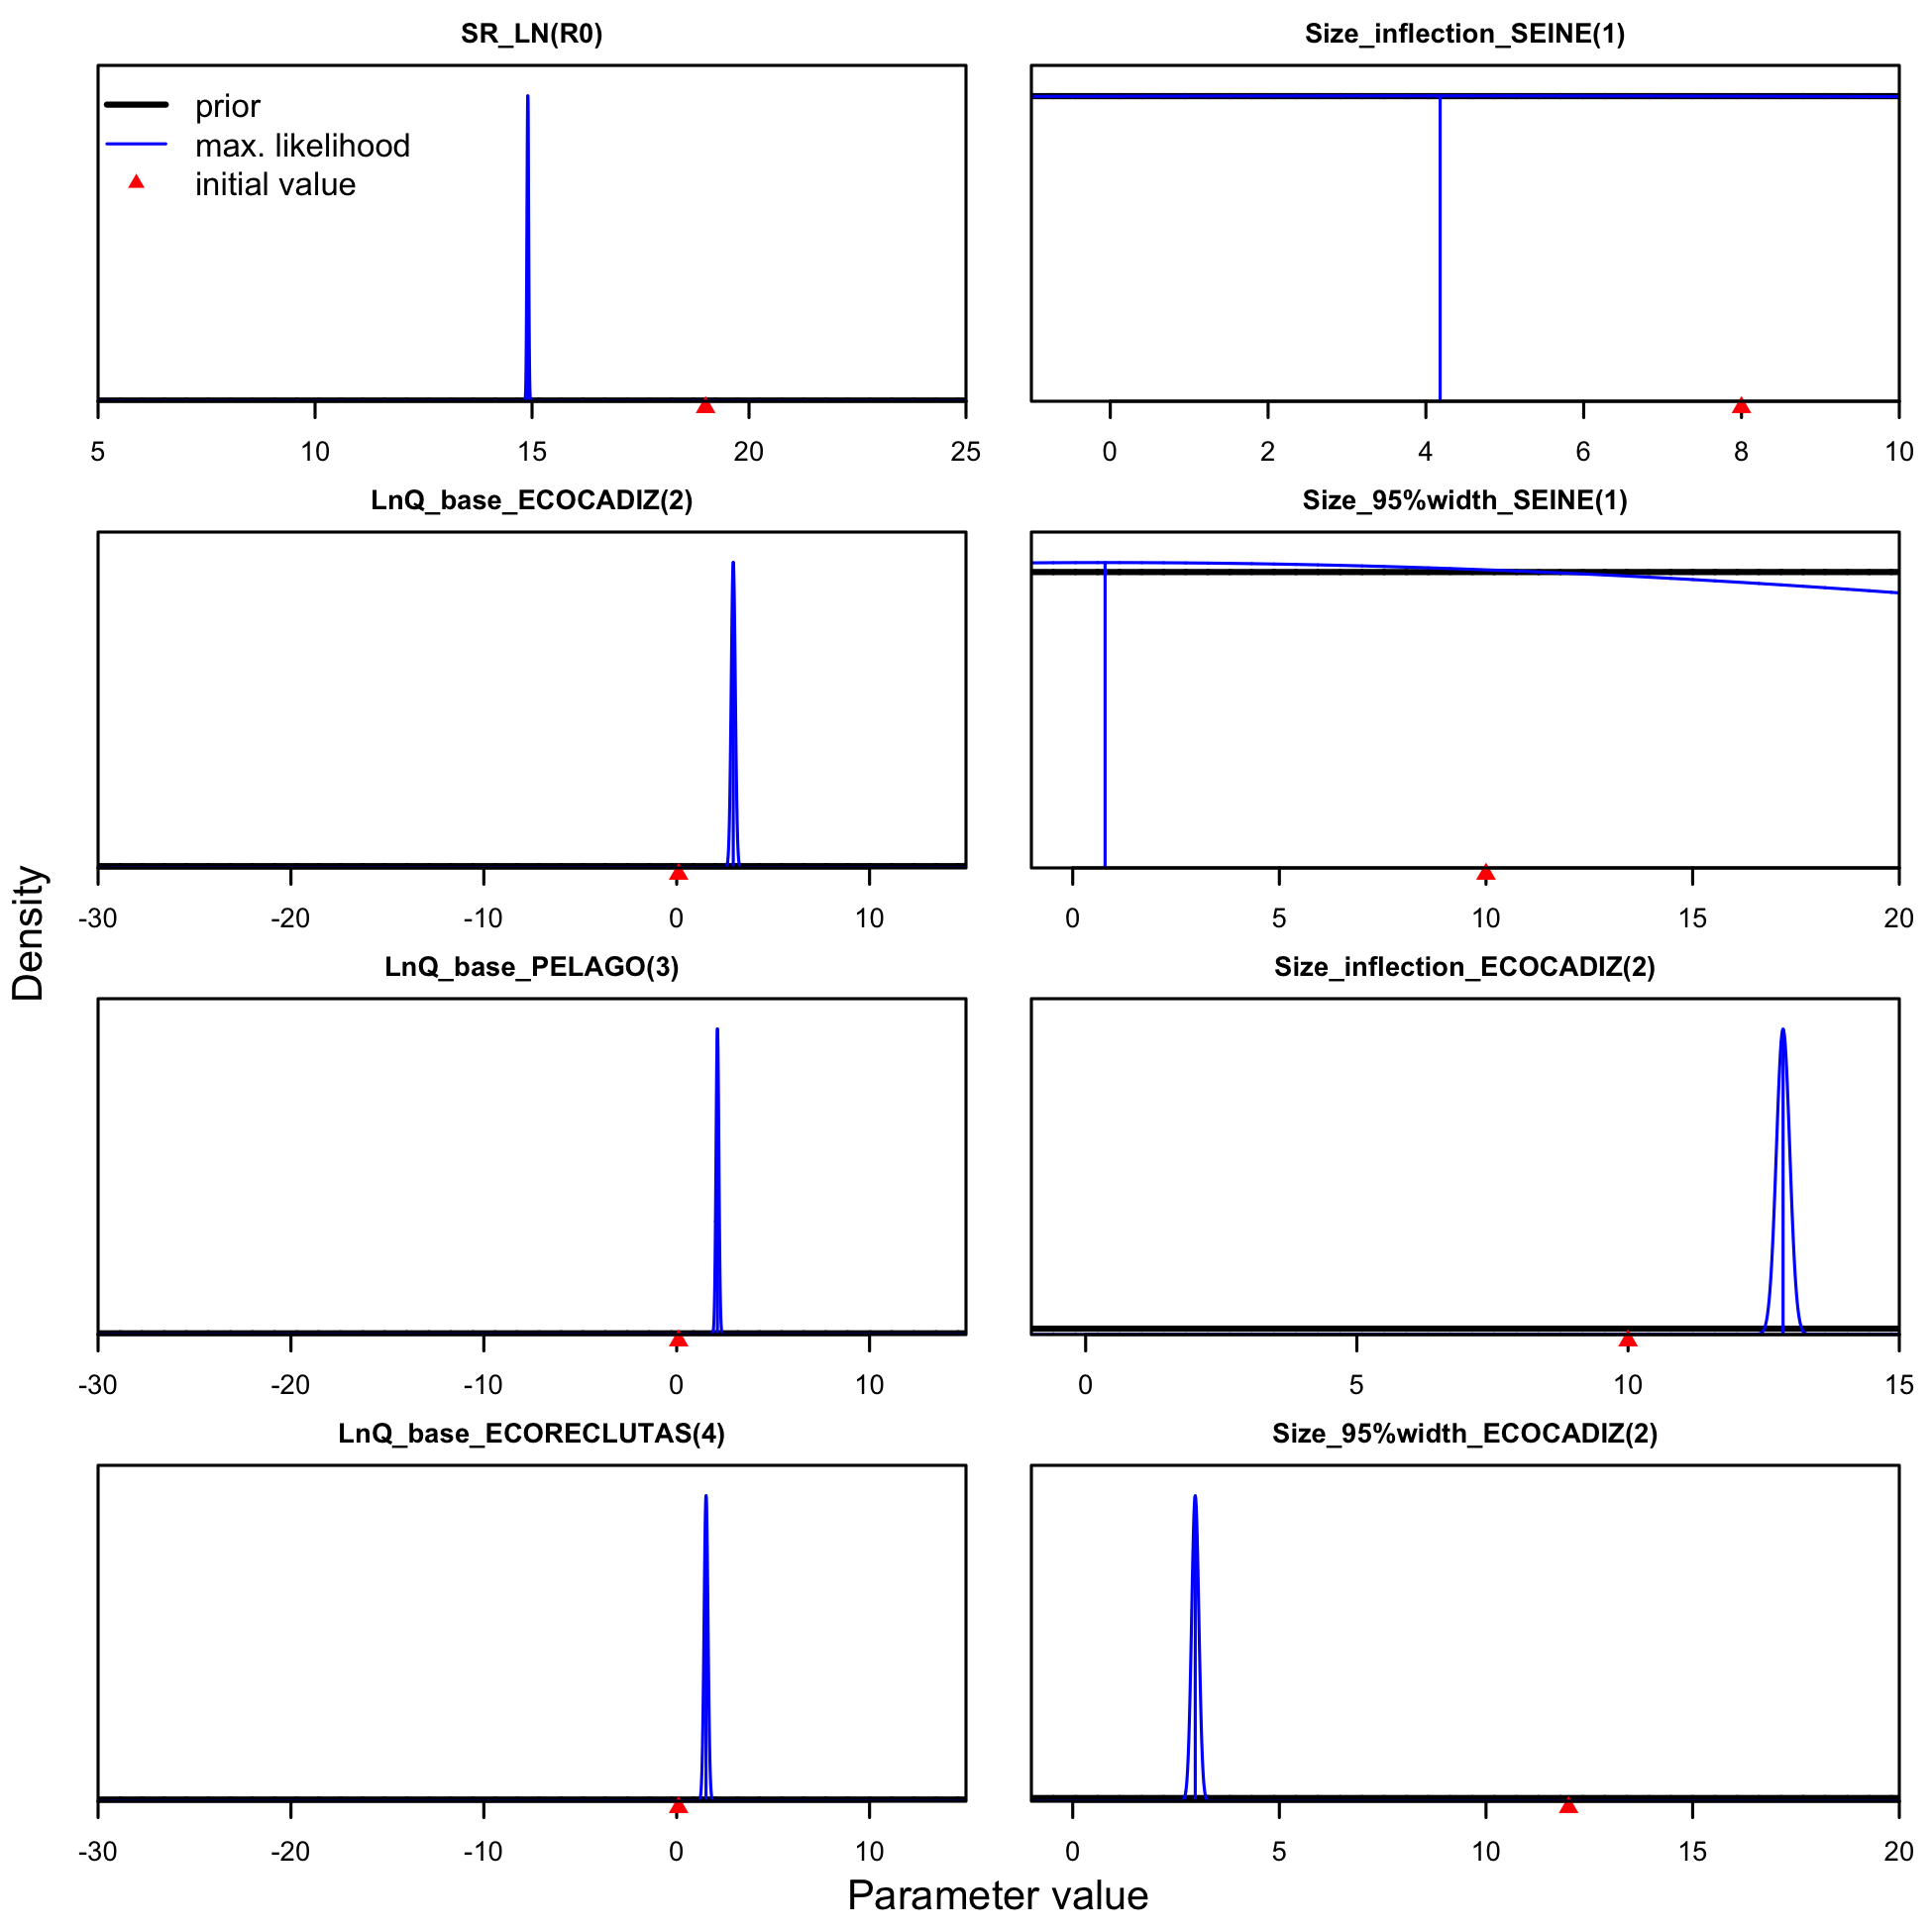 SR_LN(R0)
prior
max. likelihood
initial value
5 10 15 20 25
Size_inflection_SEINE(1)
0 2 4 6 8 10
LnQ_base_ECOCADIZ(2)
-30 -20 -10 0 10
Size_95%width_SEINE(1)
0 5 10 15 20
LnQ_base_PELAGO(3)
-30 -20 -10 0 10
Size_inflection_ECOCADIZ(2)
0 5 10 15
LnQ_base_ECORECLUTAS(4)
-30 -20 -10 0 10
Size_95%width_ECOCADIZ(2)
0 5 10 15 20
Density
Parameter value